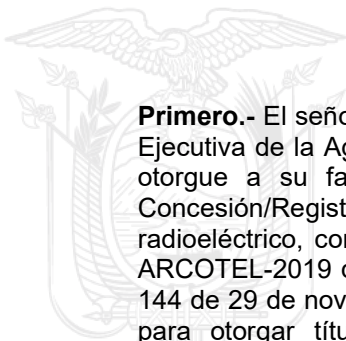 Primero.- El seño
Ejecutiva de la Ag
otorgue a su fa
Concesión/Regist
radioeléctrico, cor
ARCOTEL-2019 
144 de 29 de nov
para otorgar títu